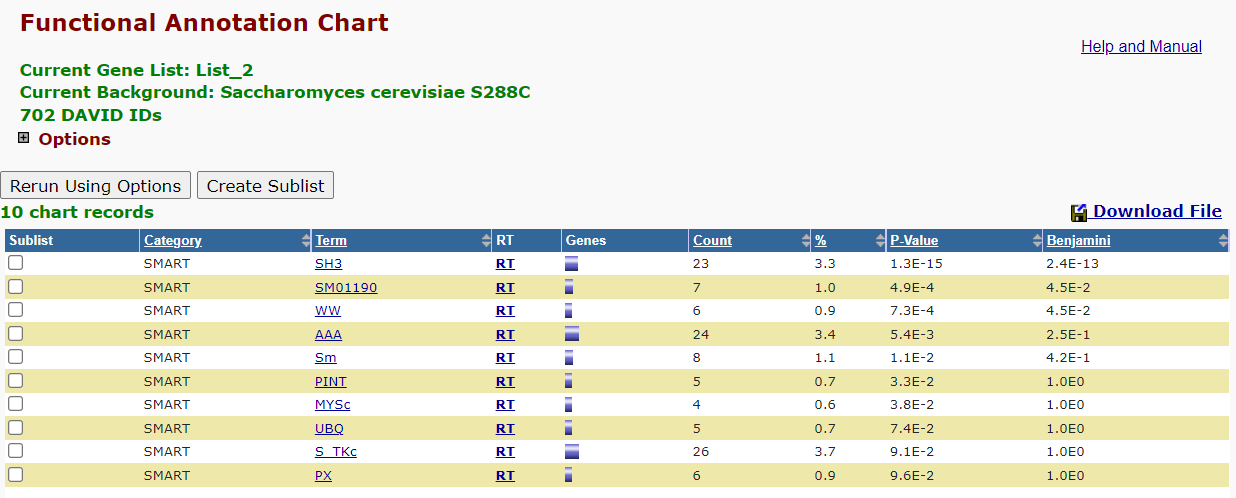 Functional Annotation Chart
Help and Manual
Current Gene List: List_2
Current Background: Saccharomyces cerevisiae S288C
702 DAVID IDs
Options
Rerun Using Options Create Sublist
10 chart records Download File
Sublist Category Term RT Genes Count % P-Value Benjamini
SMART SH3 RT 23 3.3 1.3E-15 2.4E-13
SMART SM01190 RT 7 1.0 4.9E-4 4.5E-2
SMART WW RT 6 0.9 7.3E-4 4.5E-2
SMART AAA RT 24 3.4 5.4E-3 2.5E-1
SMART Sm RT 8 1.1 1.1E-2 4.2E-1
SMART PINT RT 5 0.7 3.3E-2 1.0E0
SMART MYSc RT 4 0.6 3.8E-2 1.0E0
SMART UBQ RT 5 0.7 7.4E-2 1.0E0
SMART S_TKc RT 26 3.7 9.1E-2 1.0E0
SMART PX RT 6 0.9 9.6E-2 1.0E0